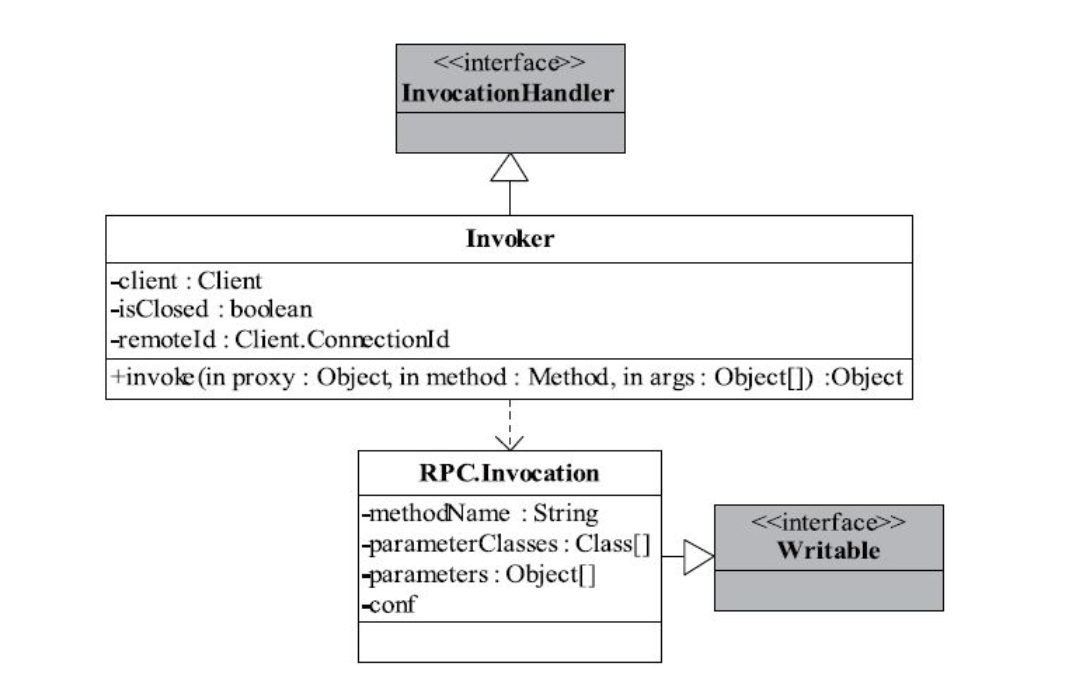 <<interface>>
InvocationHandler
Invoker
-client : Client
-isClosed : boolean
-remoteId : Client.ConnectionId
+invoke(in proxy : Object, in method : Method, in args : Object[]) :Object
RPC.Invocation
-methodName : String
-parameterClasses : Class[]
-parameters : Object[]
-conf
<<interface>>
Writable